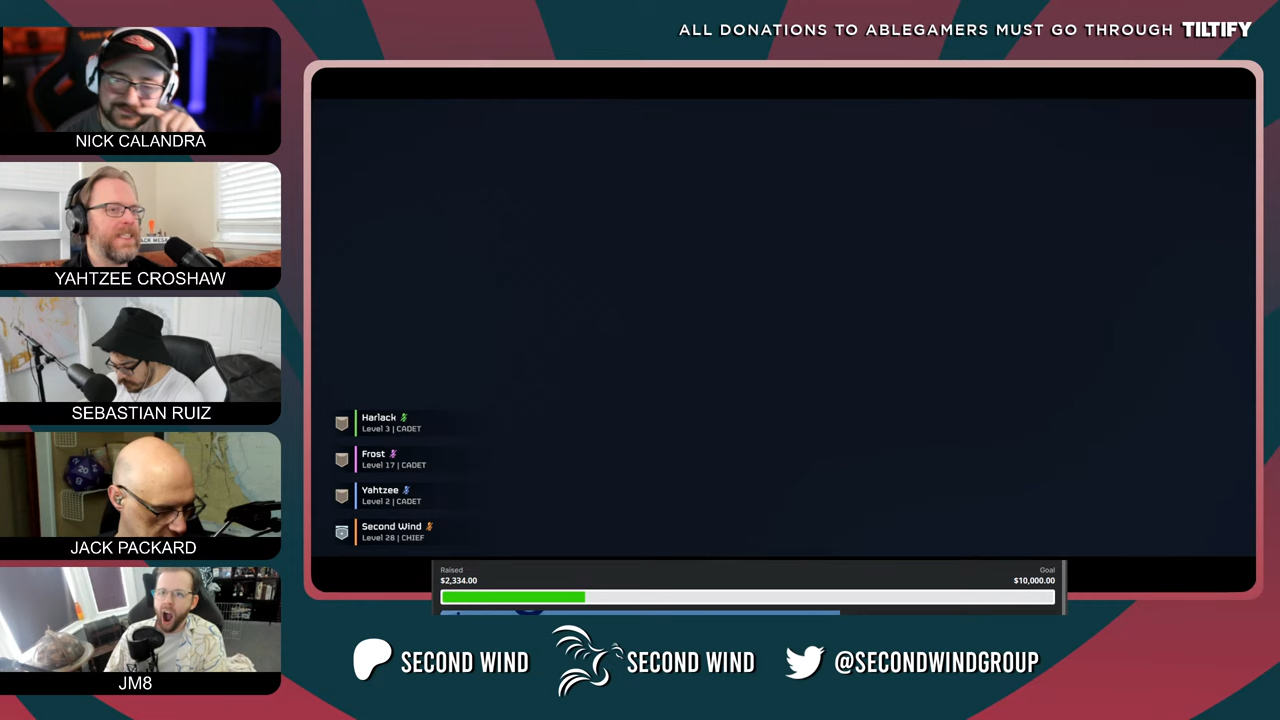 ALL DONATIONS TO ABLEGAMERS MUST GO THROUGH TILTIFY
NICK CALANDRA
YAHTZEE CROSHAW
SEBASTIAN RUIZ
20
JACK PACKARD
JM8
Harlack
Level 3 | CADET
Frost
Level 17 | CADET
Yahtzee
Level 2 | CADET
Second Wind
Level 28 | CHIEF
Raised
$2,334.00
Goal
$10,000.00
SECOND WIND
SECOND WIND
@SECONDWINDGROUP